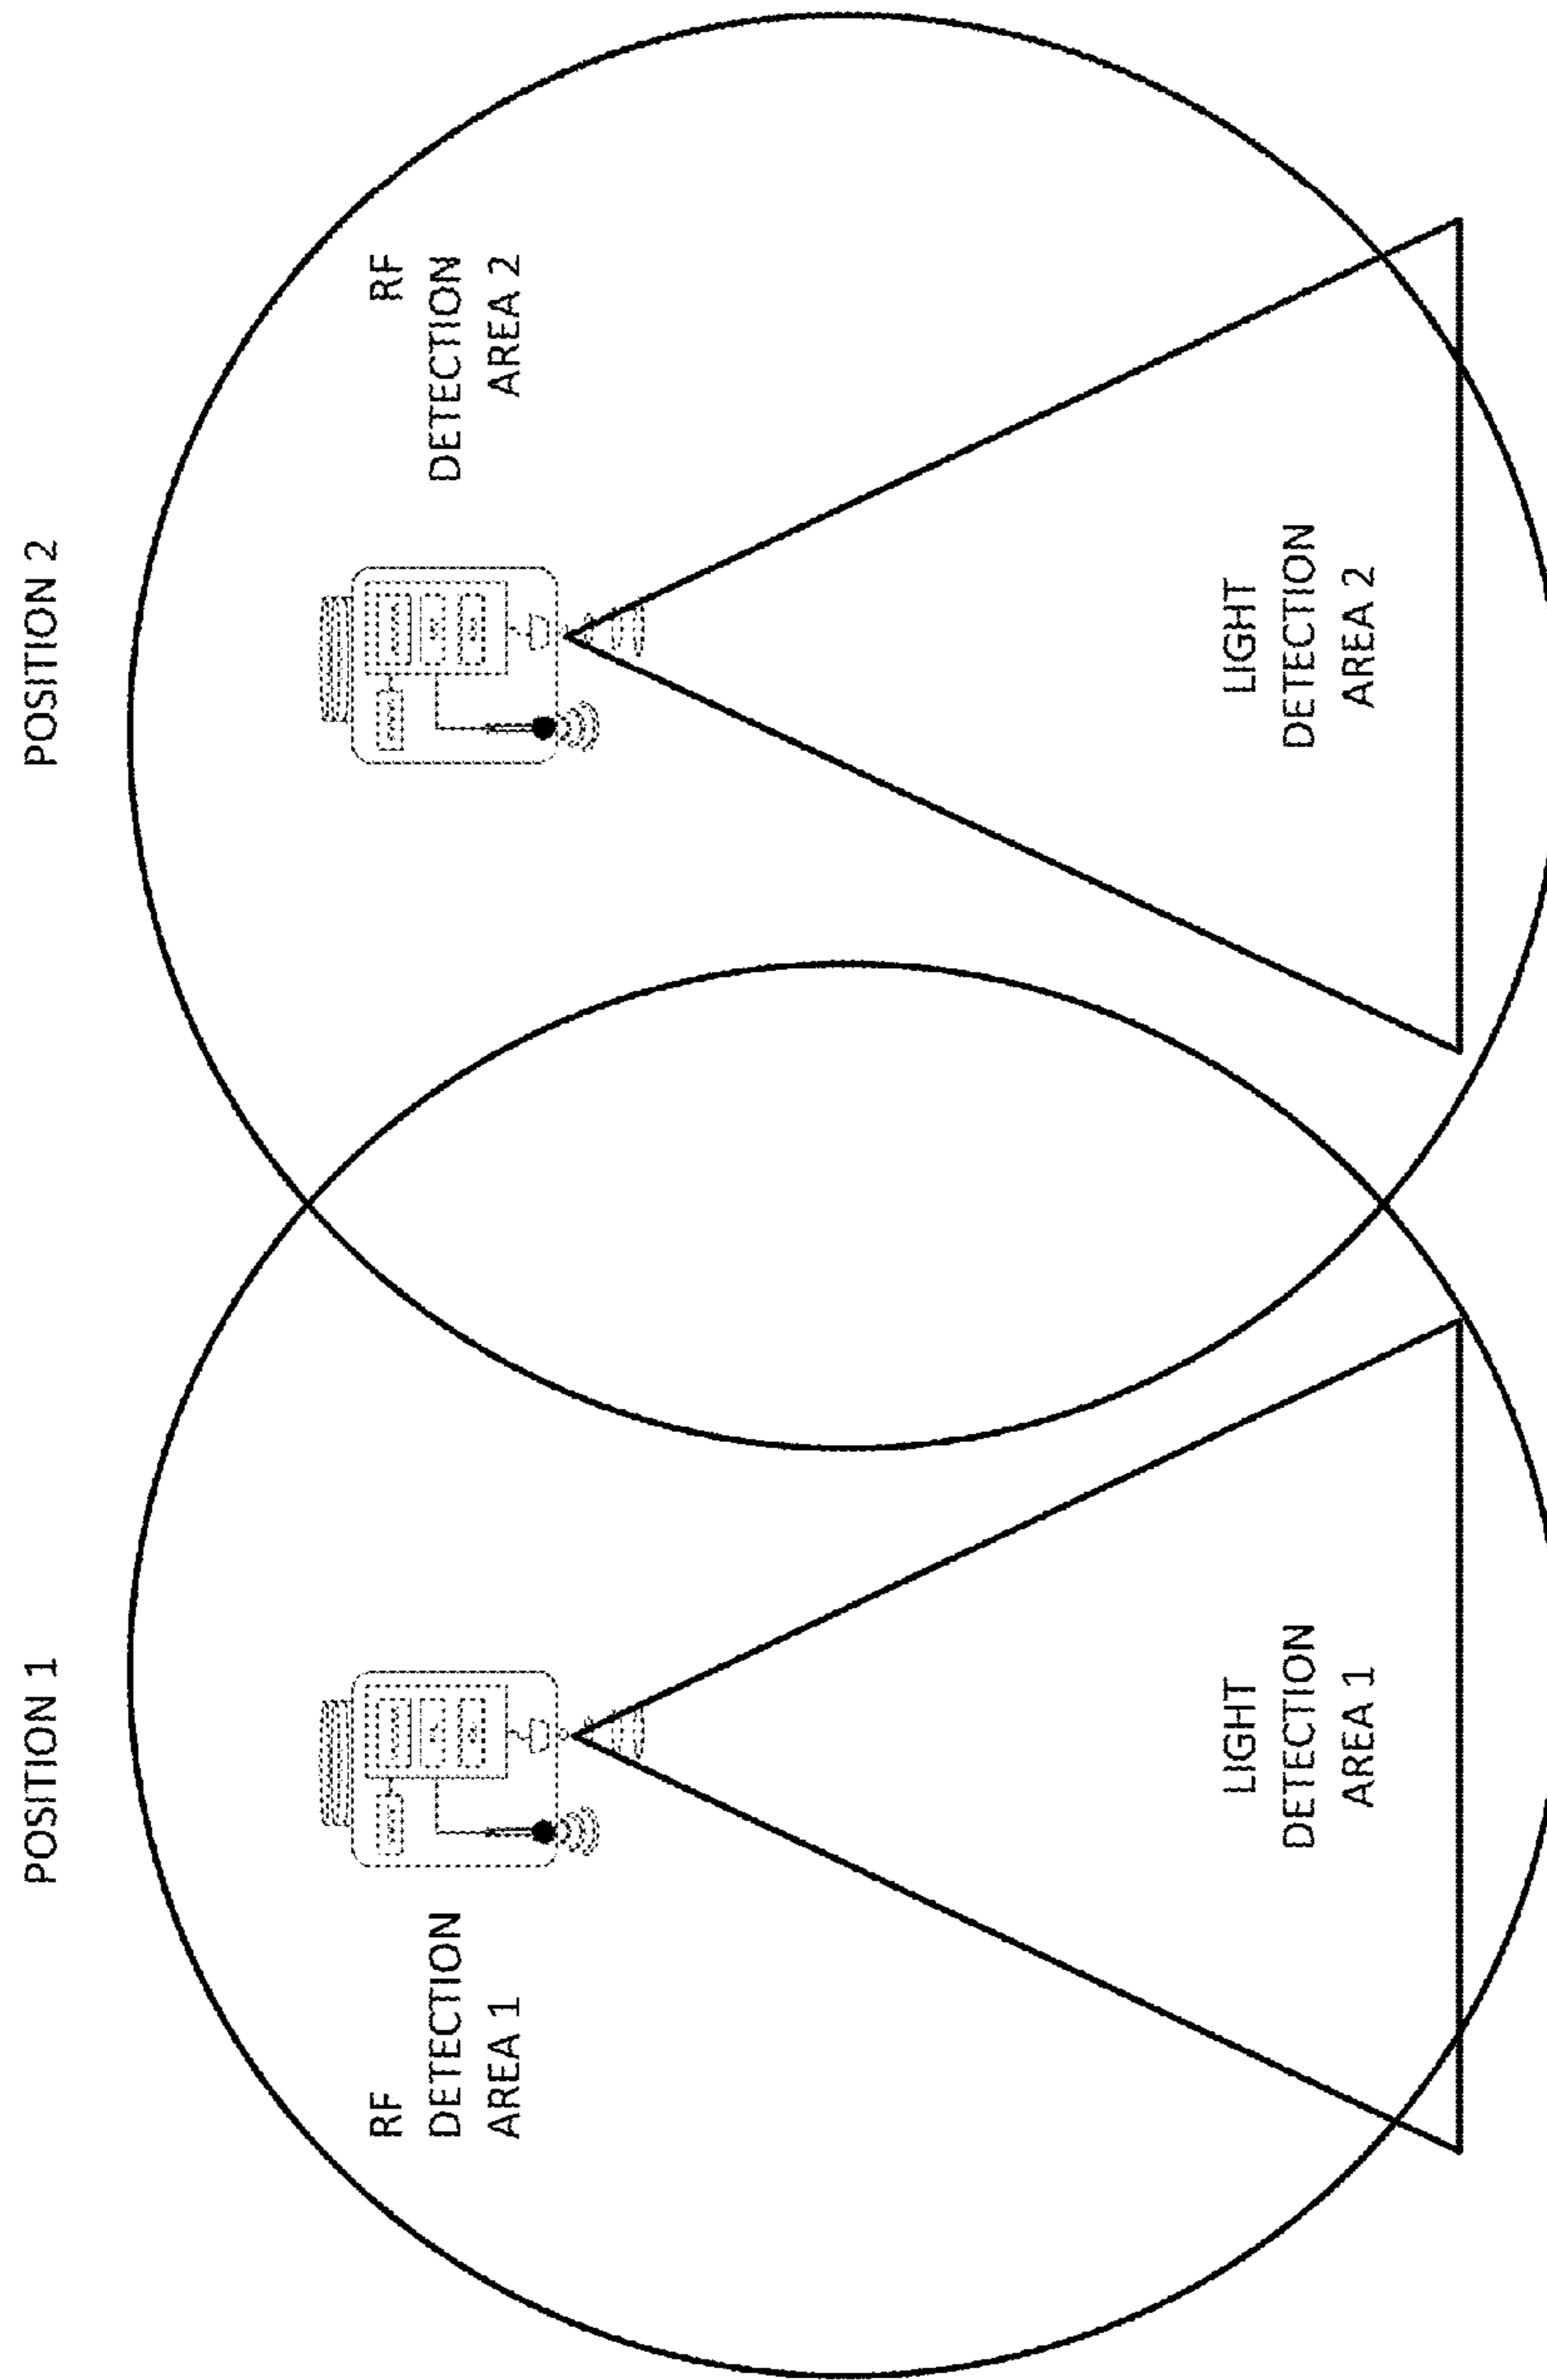 POSITION 1
POSITION 2
RF
DETECTION
AREA 1
RF
DETECTION
AREA 2
LIGHT
DETECTION
AREA 1
LIGHT
DETECTION
AREA 2